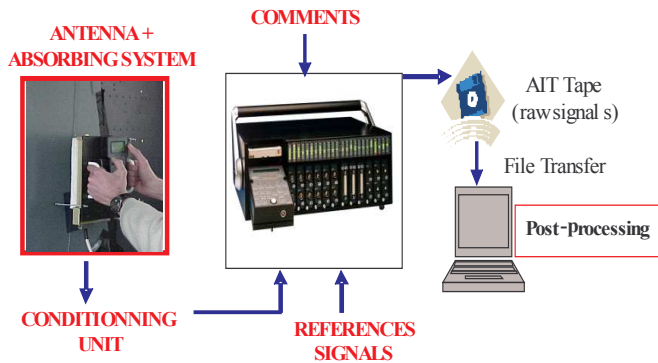 COMMENTS
ANTENNA +
ABSORBING SYSTEM
AIT Tape
(rawsignal s)
File Transfer
Post-processing
CONDITIONNING
UNIT
REFERENCES
SIGNALS